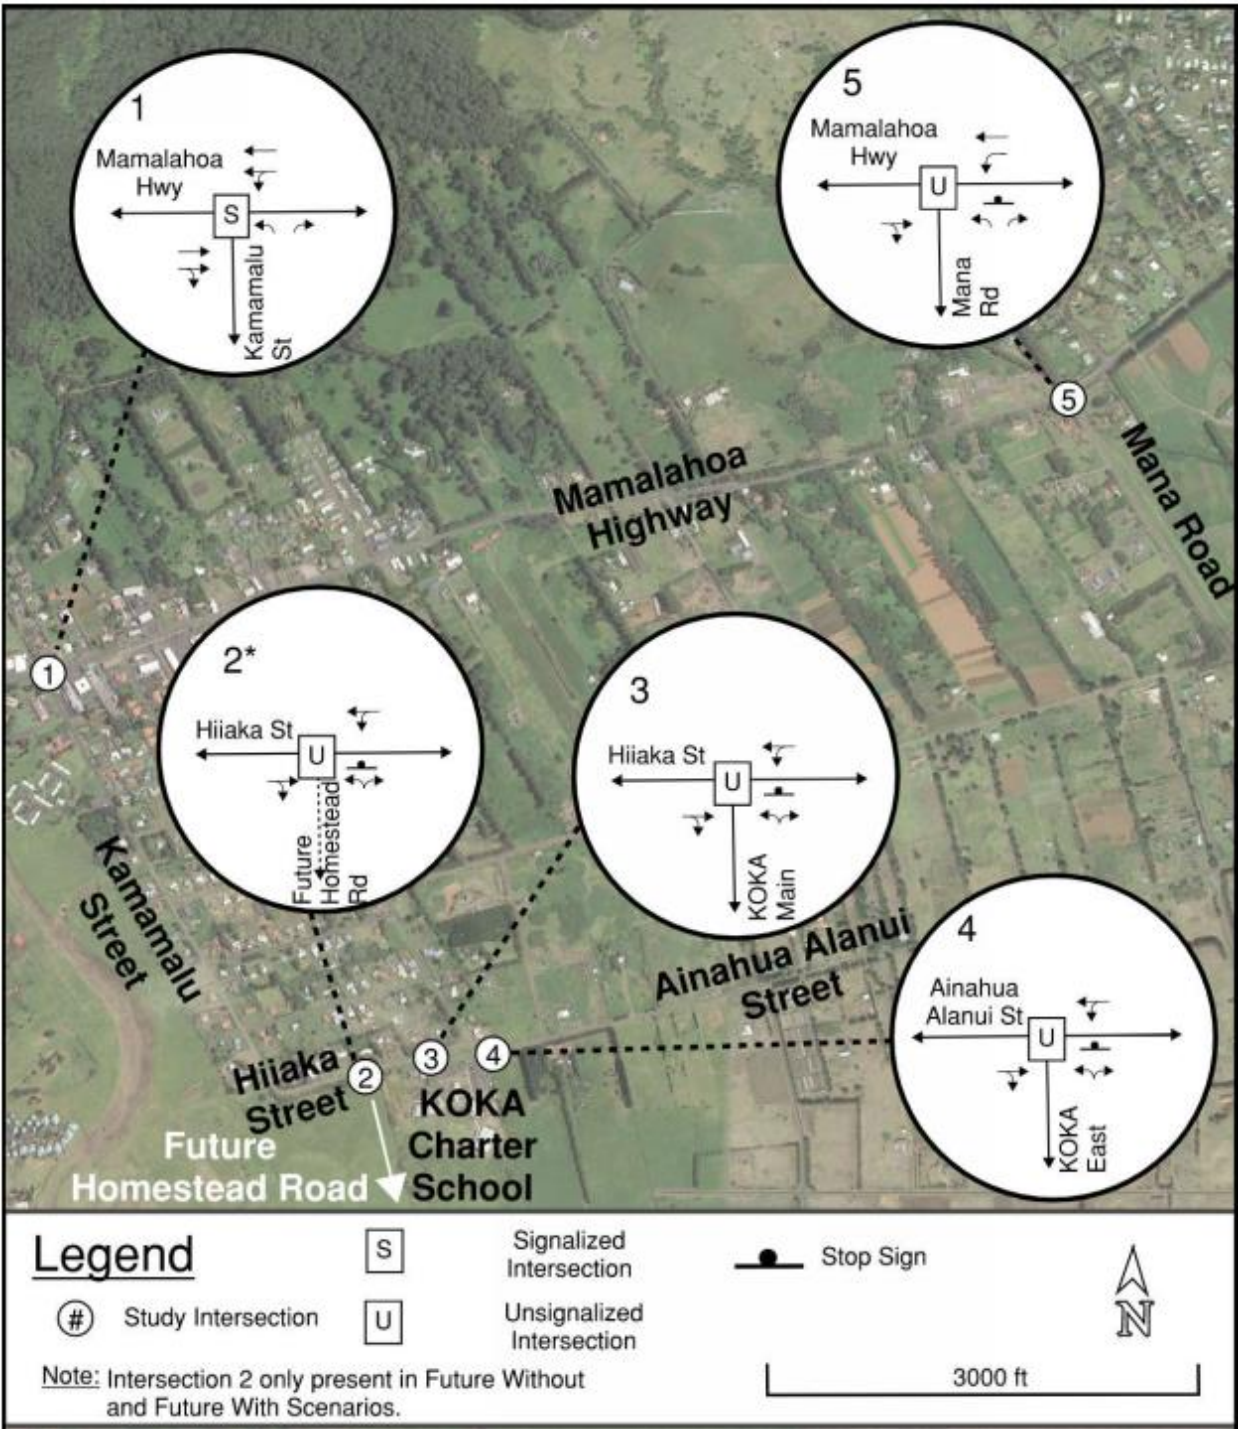 1
Mamalahoa
Hwy
S
Kamamalu
St
5
Mamalahoa
Hwy
U
Mana
Rd
5
Mana Road
Mamalahoa
Highway
1
2*
Hiiaka St
U
Future
Homestead
Rd
3
Hiiaka St
U
KOKA
Main
Kamamalu
Street
Ainahua Alanui
Street
4
Ainahua
Alanui St
U
KOKA
East
Hiiaka
Street
2
3
4
KOKA
Charter
School
Future
Homestead Road
Legend
S
Signalized
Intersection
Stop Sign
# Study Intersection
U
Unsignalized
Intersection
N
Note: Intersection 2 only present in Future Without
and Future With Scenarios.
3000 ft